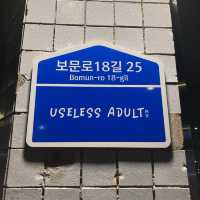 보문로18길 25
Bomun-ro 18-gil
USELESS ADULT